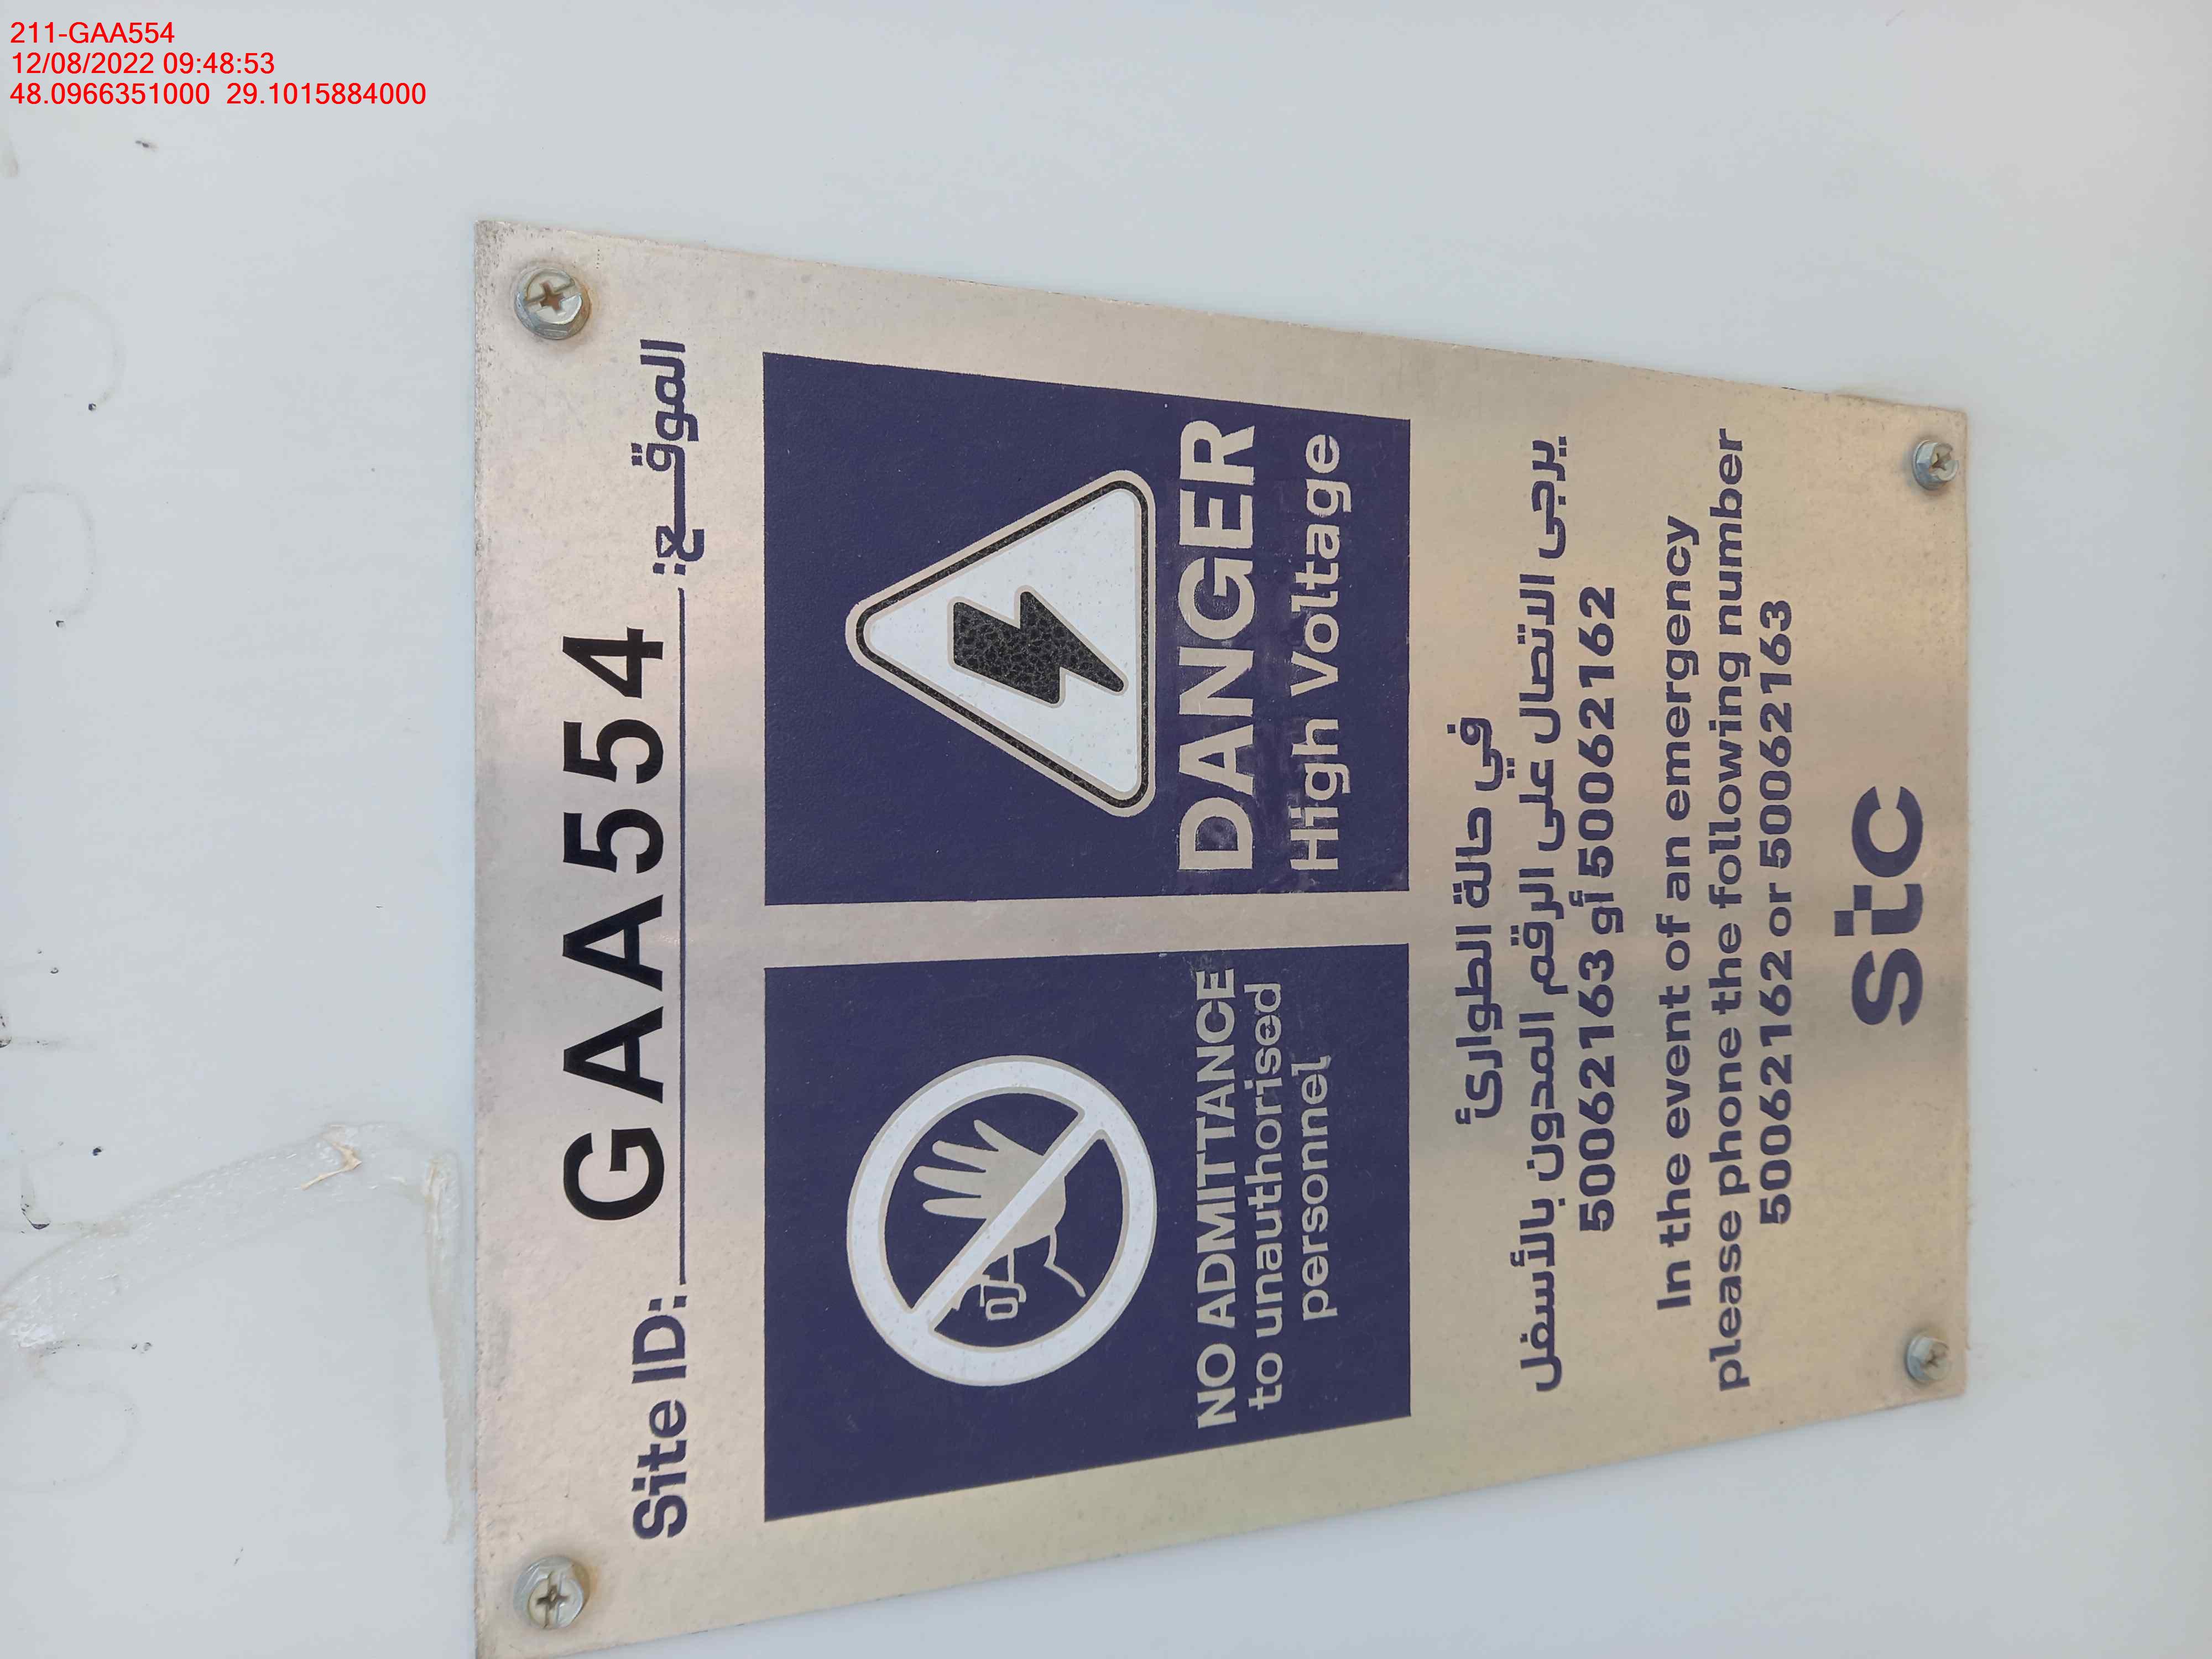 211-GAA554
12/08/2022 09:48:53
48.0966351000 29.1015884000
Site ID: GAA554 الموقـــع:
NO ADMITTANCE
to unauthorised
personnel
DANGER
High Voltage
في حالة الطوارئ
يرجى الاتصال على الرقم المدون بالأسفل
50062163 أو 50062162
In the event of an emergency
please phone the following number
50062162 or 50062163
stc